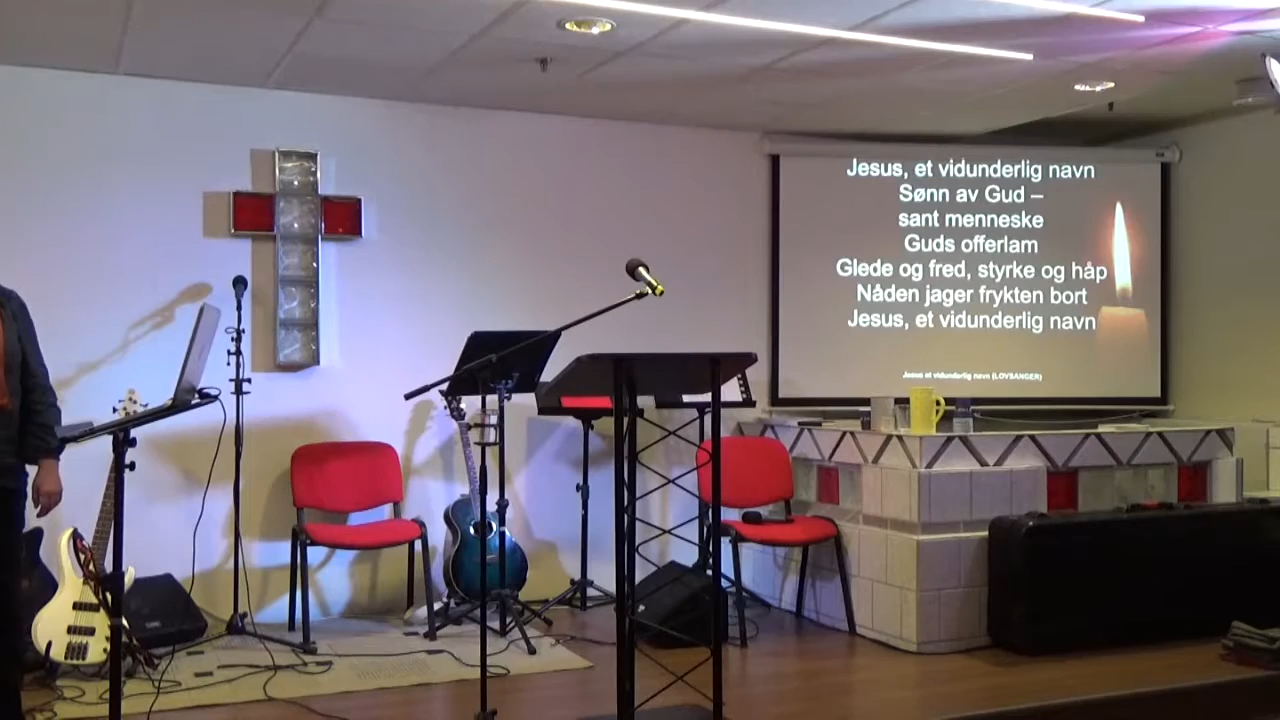 Jesus, et vidunderlig navn
Sønn av Gud –
sant menneske
Guds offerlam
Glede og fred, styrke og håp
Nåden jager frykten bort
Jesus, et vidunderlig navn
Jesus et vidunderlig navn (LOVSANGER)